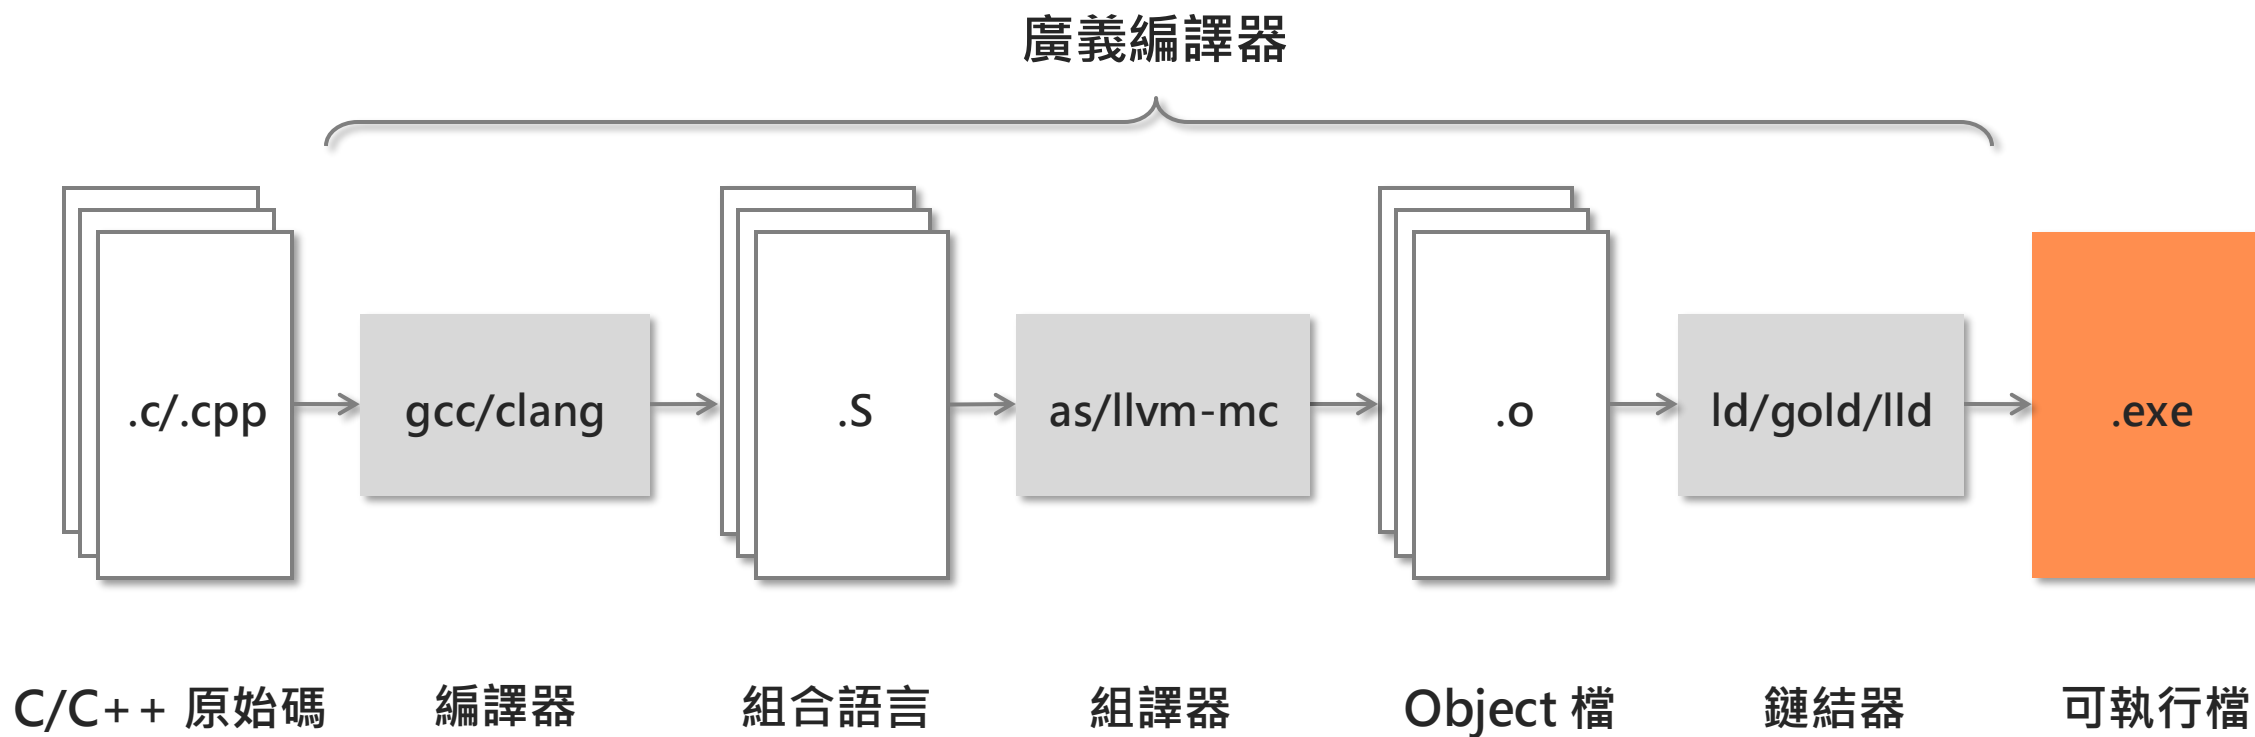 廣義編譯器
.c/.cpp
gcc/clang
.S
as/llvm-mc
.o
ld/gold/lld
.exe
C/C++ 原始碼
編譯器
組合語言
組譯器
Object 檔
鏈結器
可執行檔